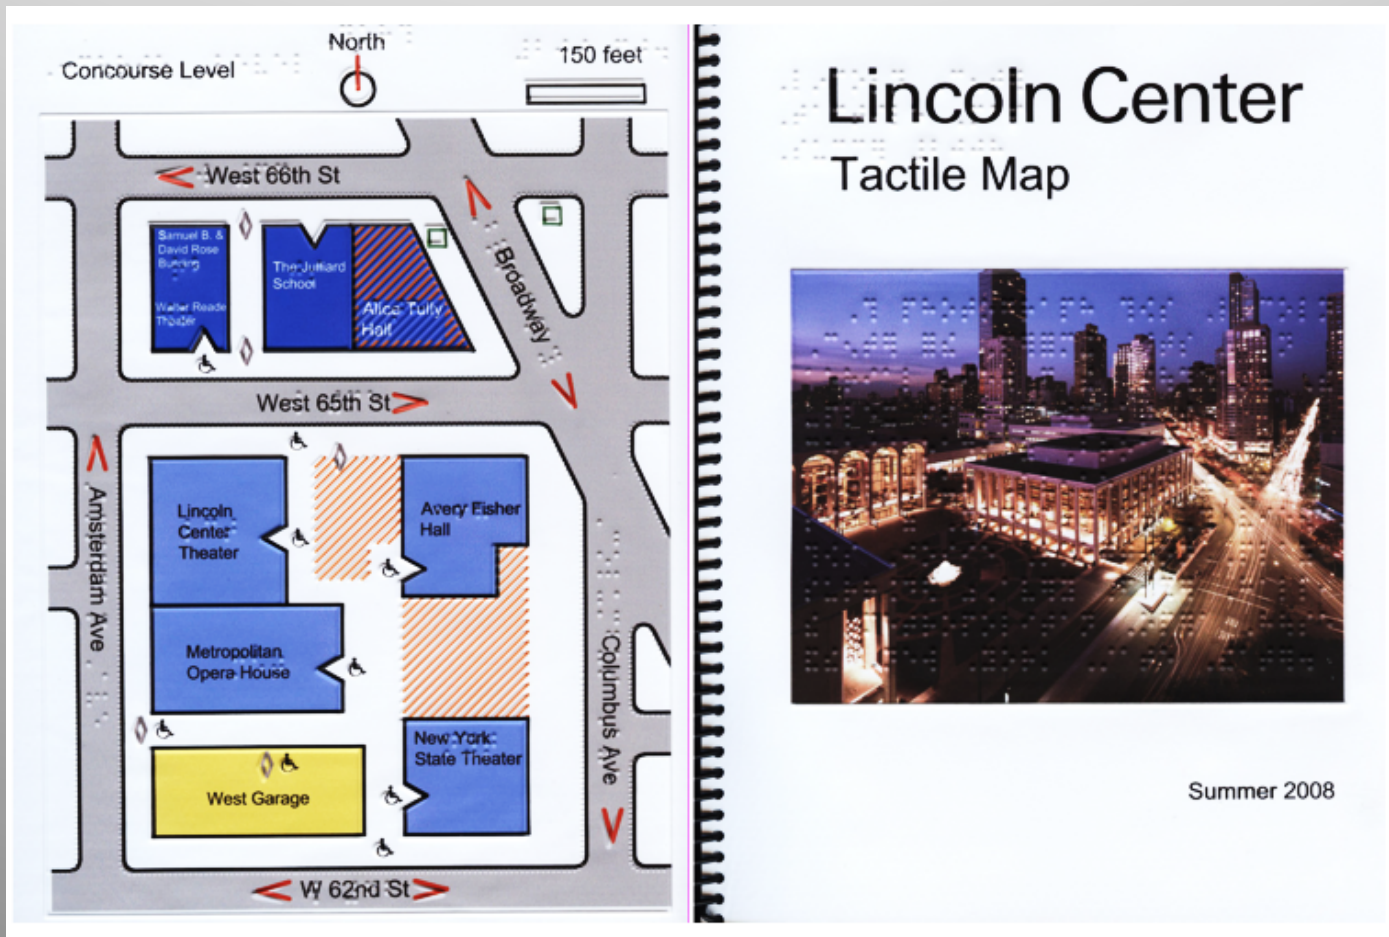 North
150 feet
Concourse Level
West 66th St
Samuel B. &
David Rose
Building
Walter Reade
Theater
The Juilliard
School
Alice Tully
Hall
Broadway
West 65th St
Amsterdam Ave
Lincoln
Center
Theater
Avery Fisher
Hall
Metropolitan
Opera House
Columbus Ave
New York
State Theater
West Garage
W 62nd St
Lincoln Center
Tactile Map
Summer 2008